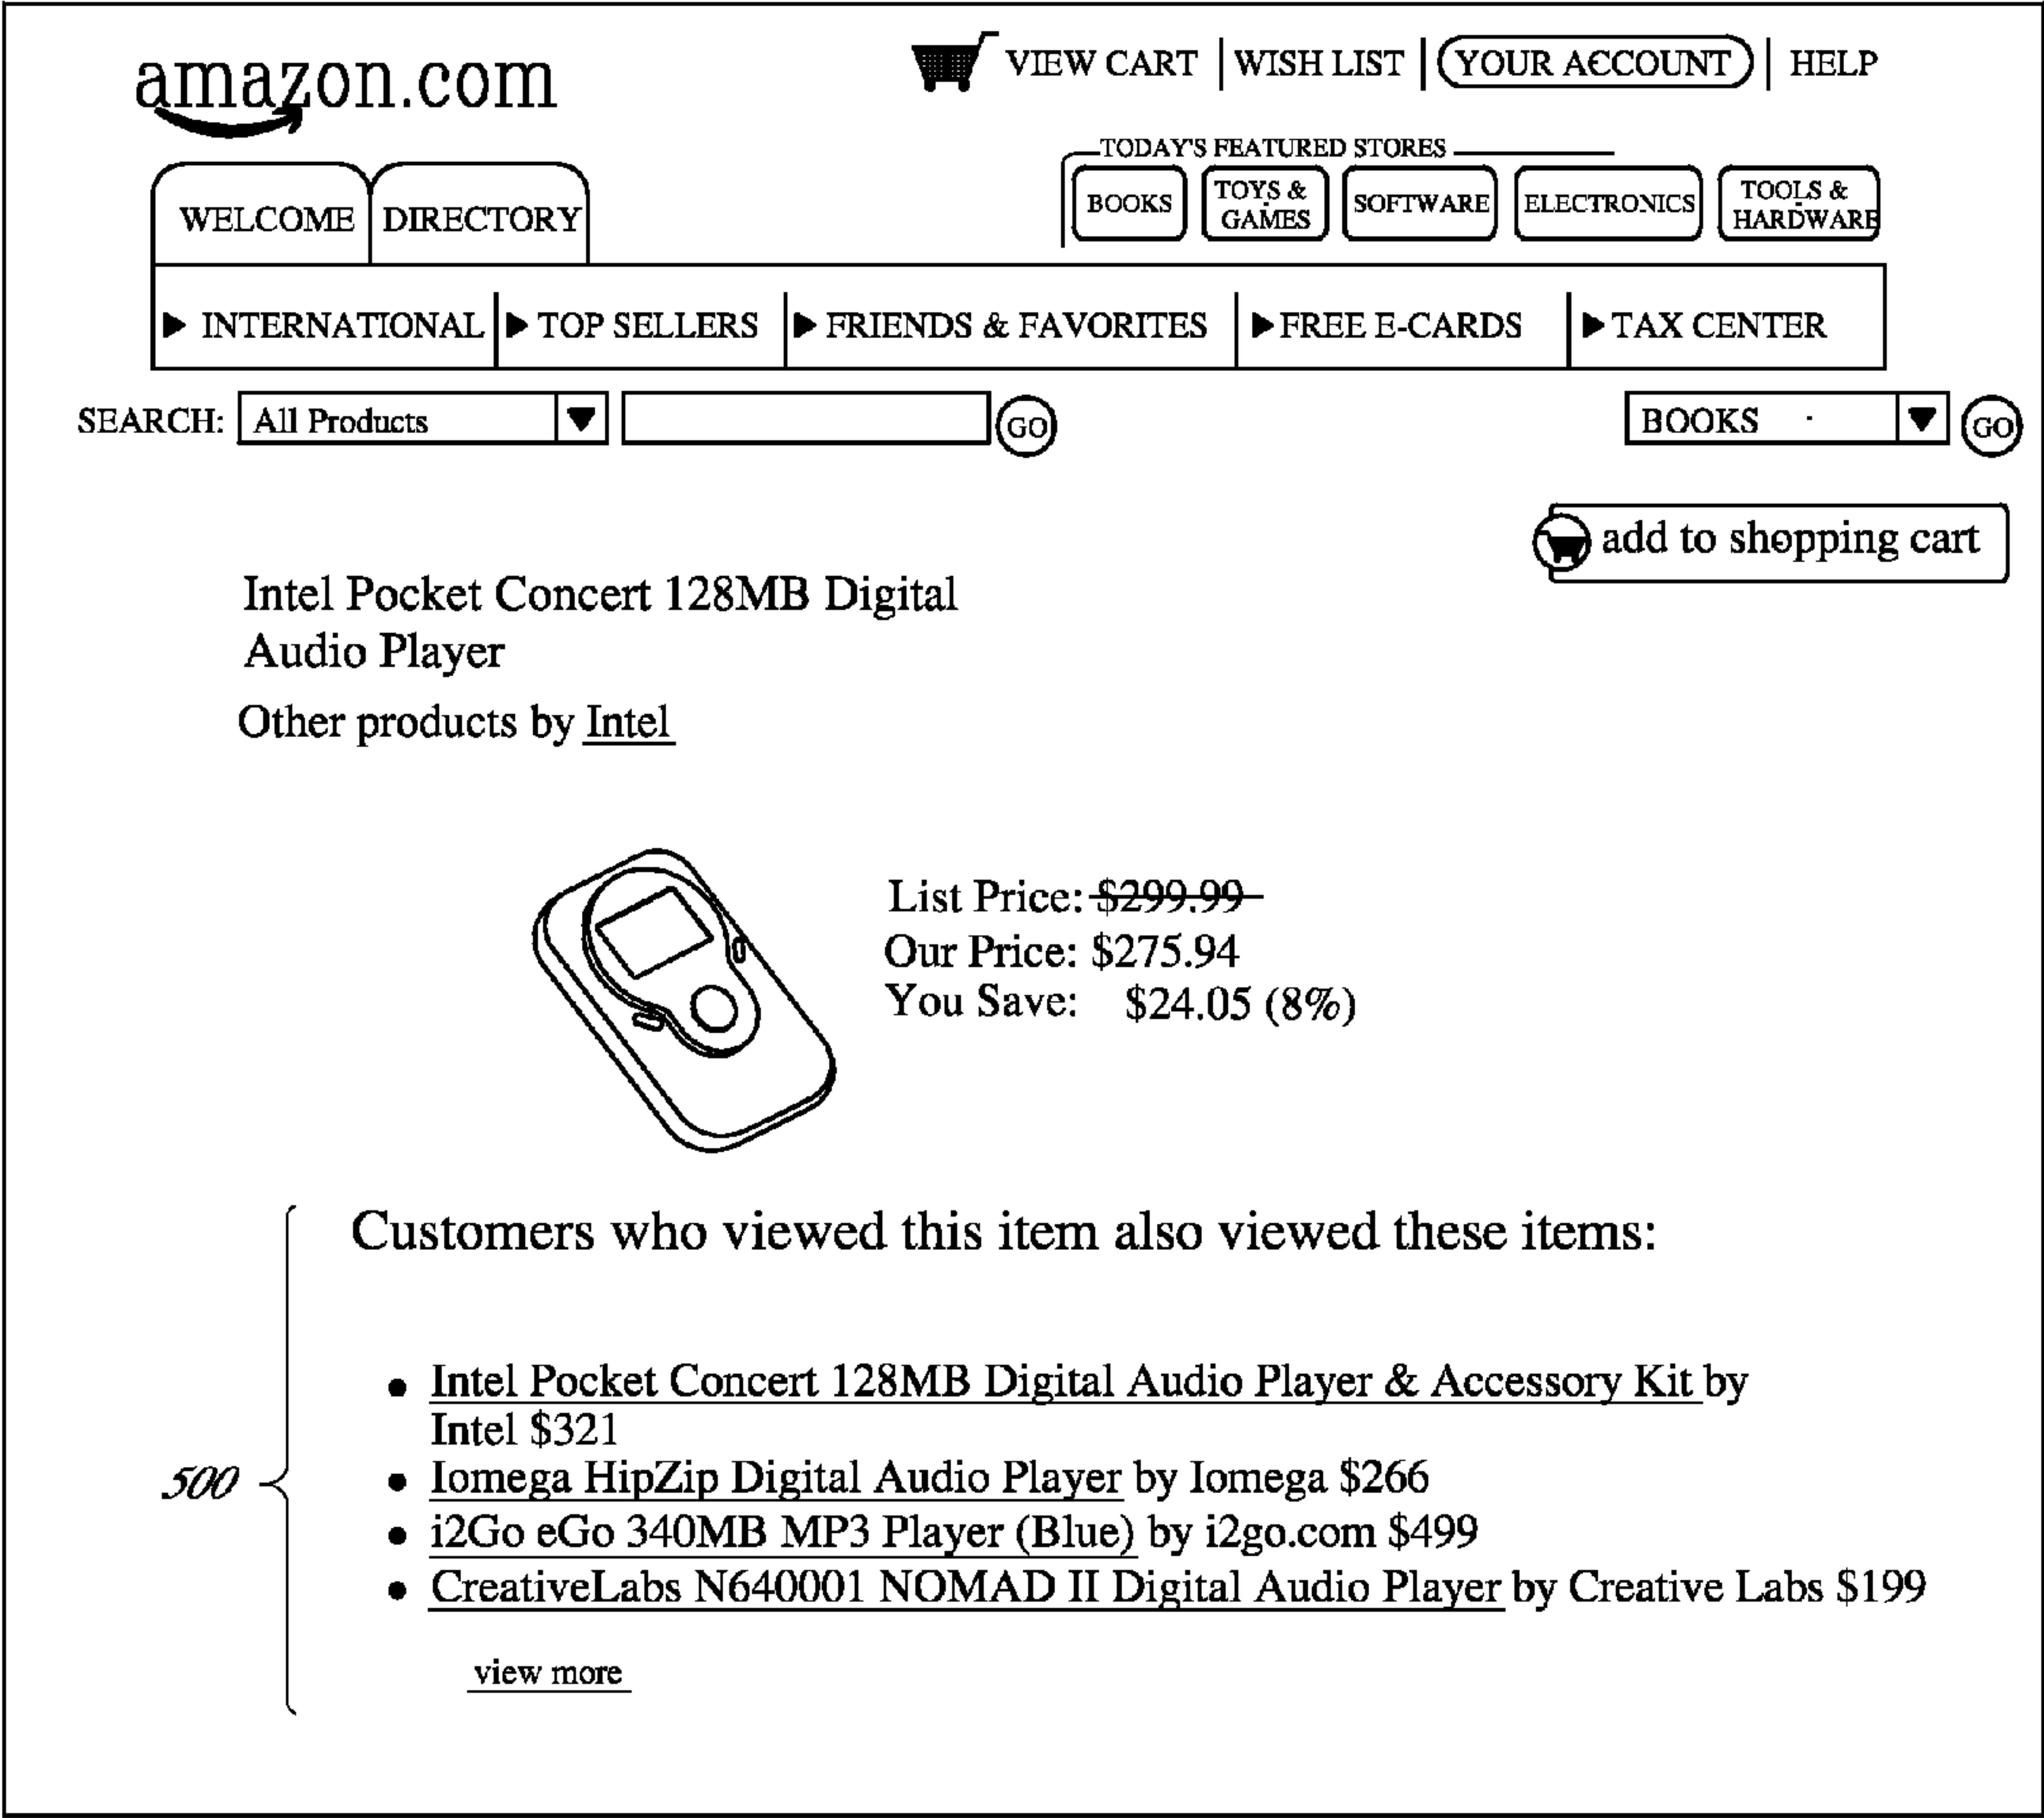 amazon.com
VIEW CART | WISH LIST | YOUR ACCOUNT | HELP
TODAY'S FEATURED STORES
WELCOME DIRECTORY
BOOKS
TOYS &
GAMES
SOFTWARE
ELECTRONICS
TOOLS &
HARDWARE
INTERNATIONAL TOP SELLERS FRIENDS & FAVORITES FREE E-CARDS TAX CENTER
SEARCH: All Products GO BOOKS GO
add to shopping cart
Intel Pocket Concert 128MB Digital
Audio Player
Other products by Intel
List Price: $299.99
Our Price: $275.94
You Save: $24.05 (8%)
Customers who viewed this item also viewed these items:
• Intel Pocket Concert 128MB Digital Audio Player & Accessory Kit by
Intel $321
• Iomega HipZip Digital Audio Player by Iomega $266
500
• i2Go eGo 340MB MP3 Player (Blue) by i2go.com $499
• CreativeLabs N640001 NOMAD II Digital Audio Player by Creative Labs $199
view more